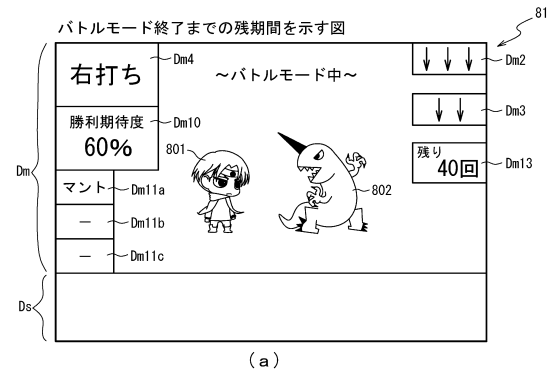 バトルモード終了までの残期間を示す図
81
右打ち
Dm4
～バトルモード中～
↓ ↓ ↓
Dm2
勝利期待度
60%
Dm10
↓ ↓
Dm3
801
残り
40回
Dm13
Dm
マント
Dm11a
802
－
Dm11b
－
Dm11c
Ds
(a)